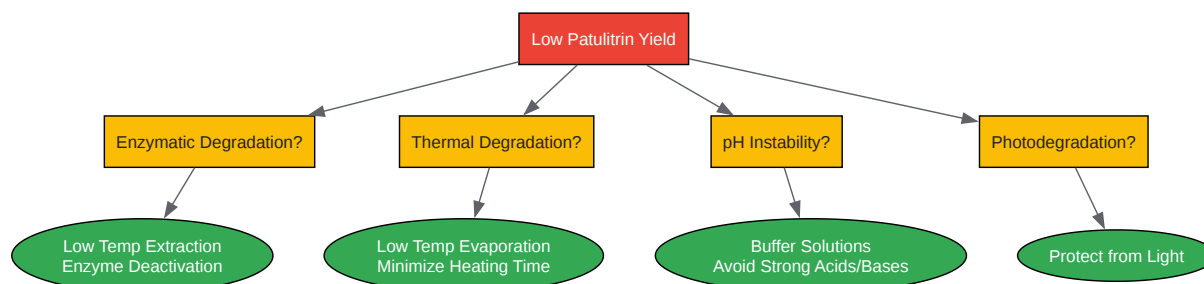 Low Patulitrin Yield
Enzymatic Degradation?
Thermal Degradation?
pH Instability?
Photodegradation?
Low Temp Extraction
Enzyme Deactivation
Low Temp Evaporation
Minimize Heating Time
Buffer Solutions
Avoid Strong Acids/Bases
Protect from Light